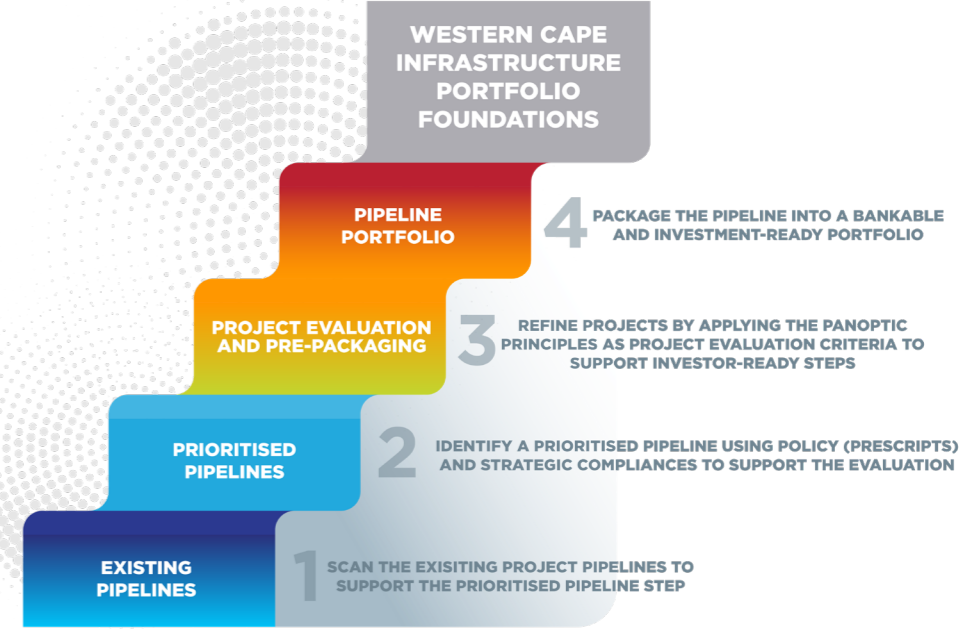 WESTERN CAPE
INFRASTRUCTURE
PORTFOLIO
FOUNDATIONS
PIPELINE
PORTFOLIO
4
PACKAGE THE PIPELINE INTO A BANKABLE
AND INVESTMENT-READY PORTFOLIO
PROJECT EVALUATION
AND PRE-PACKAGING
3
REFINE PROJECTS BY APPLYING THE PANOPTIC
PRINCIPLES AS PROJECT EVALUATION CRITERIA TO
SUPPORT INVESTOR-READY STEPS
PRIORITISED
PIPELINES
2
IDENTIFY A PRIORITISED PIPELINE USING POLICY (PRESCRIPTS)
AND STRATEGIC COMPLIANCES TO SUPPORT THE EVALUATION
EXISTING
PIPELINES
1
SCAN THE EXISITING PROJECT PIPELINES TO
SUPPORT THE PRIORITISED PIPELINE STEP